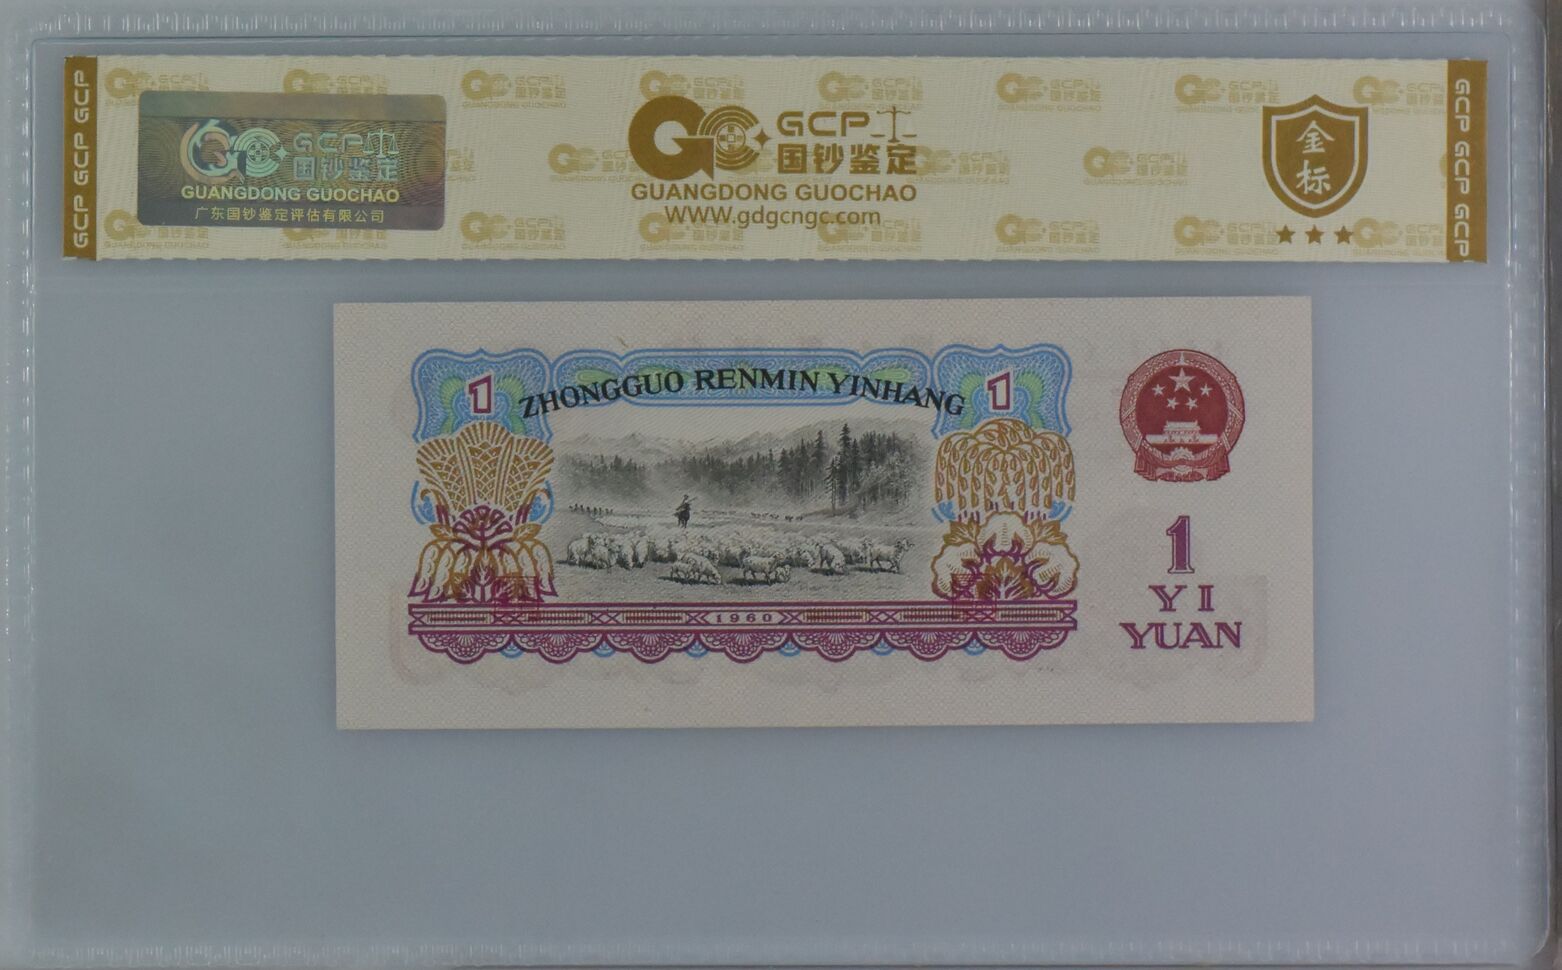 GCP GCP GCP
GCP
国钞鉴定
GUANGDONG GUOCHAO
广东国钞鉴定评估有限公司
GCP
国钞鉴定
GUANGDONG GUOCHAO
WWW.gdgcngc.com
金
标
GCP GCP GCP
ZHONGGUO RENMIN YINHANG
1
1
1960
1
YI
YUAN